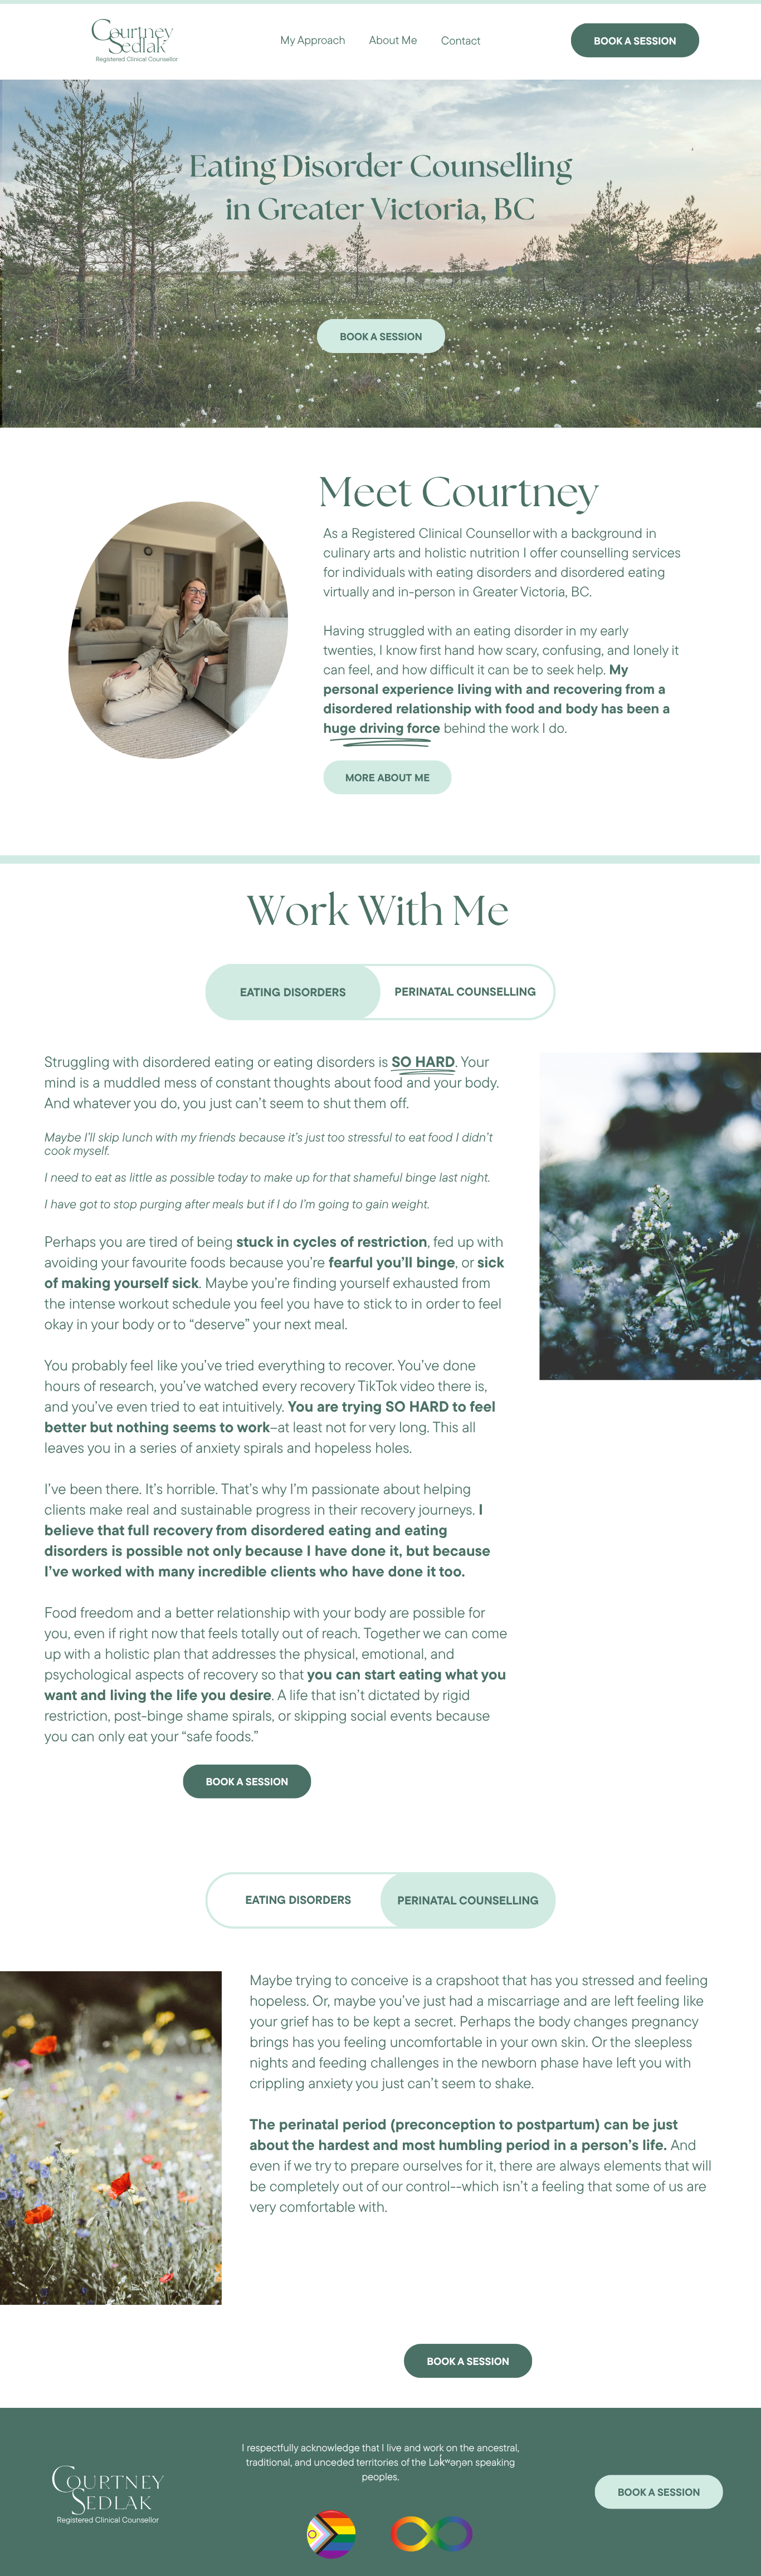 Courtney
Sedlak
Registered Clinical Counsellor
My Approach
About Me
Contact
BOOK A SESSION
Eating Disorder Counselling
in Greater Victoria, BC
BOOK A SESSION
Meet Courtney
As a Registered Clinical Counsellor with a background in
culinary arts and holistic nutrition I offer counselling services
for individuals with eating disorders and disordered eating
virtually and in-person in Greater Victoria, BC.
Having struggled with an eating disorder in my early
twenties, I know first hand how scary, confusing, and lonely it
can feel, and how difficult it can be to seek help. My
personal experience living with and recovering from a
disordered relationship with food and body has been a
huge driving force behind the work I do.
MORE ABOUT ME
Work With Me
EATING DISORDERS
PERINATAL COUNSELLING
Struggling with disordered eating or eating disorders is SO HARD. Your
mind is a muddled mess of constant thoughts about food and your body.
And whatever you do, you just can't seem to shut them off.
Maybe I'll skip lunch with my friends because it's just too stressful to eat food I didn't
cook myself.
I need to eat as little as possible today to make up for that shameful binge last night.
I have got to stop purging after meals but if I do I'm going to gain weight.
Perhaps you are tired of being stuck in cycles of restriction, fed up with
avoiding your favourite foods because you're fearful you'll binge, or sick
of making yourself sick. Maybe you're finding yourself exhausted from
the intense workout schedule you feel you have to stick to in order to feel
okay in your body or to “deserve” your next meal.
You probably feel like you've tried everything to recover. You've done
hours of research, you've watched every recovery TikTok video there is,
and you've even tried to eat intuitively. You are trying SO HARD to feel
better but nothing seems to work–at least not for very long. This all
leaves you in a series of anxiety spirals and hopeless holes.
I've been there. It's horrible. That's why I'm passionate about helping
clients make real and sustainable progress in their recovery journeys. I
believe that full recovery from disordered eating and eating
disorders is possible not only because I have done it, but because
I've worked with many incredible clients who have done it too.
Food freedom and a better relationship with your body are possible for
you, even if right now that feels totally out of reach. Together we can come
up with a holistic plan that addresses the physical, emotional, and
psychological aspects of recovery so that you can start eating what you
want and living the life you desire. A life that isn't dictated by rigid
restriction, post-binge shame spirals, or skipping social events because
you can only eat your “safe foods.”
BOOK A SESSION
EATING DISORDERS
PERINATAL COUNSELLING
Maybe trying to conceive is a crapshoot that has you stressed and feeling
hopeless. Or, maybe you've just had a miscarriage and are left feeling like
your grief has to be kept a secret. Perhaps the body changes pregnancy
brings has you feeling uncomfortable in your own skin. Or the sleepless
nights and feeding challenges in the newborn phase have left you with
crippling anxiety you just can't seem to shake.
The perinatal period (preconception to postpartum) can be just
about the hardest and most humbling period in a person's life. And
even if we try to prepare ourselves for it, there are always elements that will
be completely out of our control--which isn't a feeling that some of us are
very comfortable with.
BOOK A SESSION
Courtney
Sedlak
Registered Clinical Counsellor
I respectfully acknowledge that I live and work on the ancestral,
traditional, and unceded territories of the Lək̓ʷəŋən speaking
peoples.
BOOK A SESSION